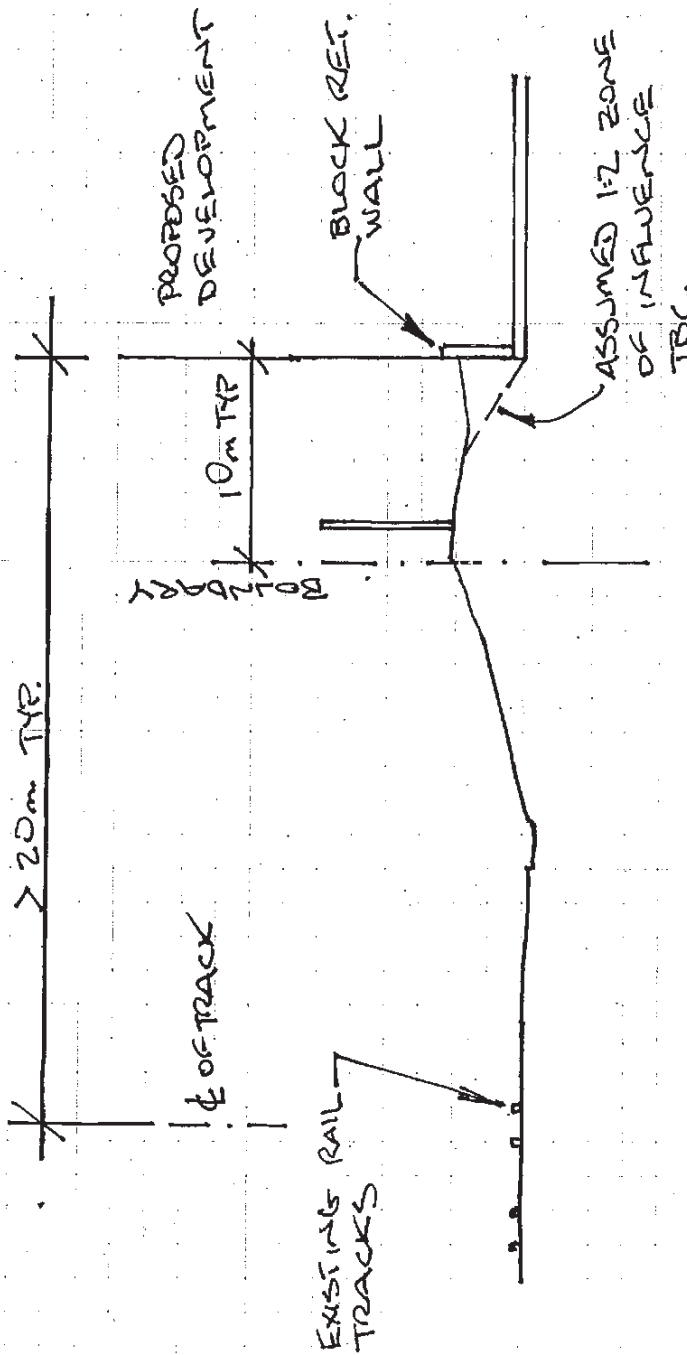 > 20m TYP.
℄ OF TRACK
EXISTING RAIL
TRACKS
BOUNDARY
10m TYP
PROPOSED
DEVELOPMENT
BLOCK RET.
WALL
ASSUMED 1:2 ZONE
OF INFLUENCE
TBC.